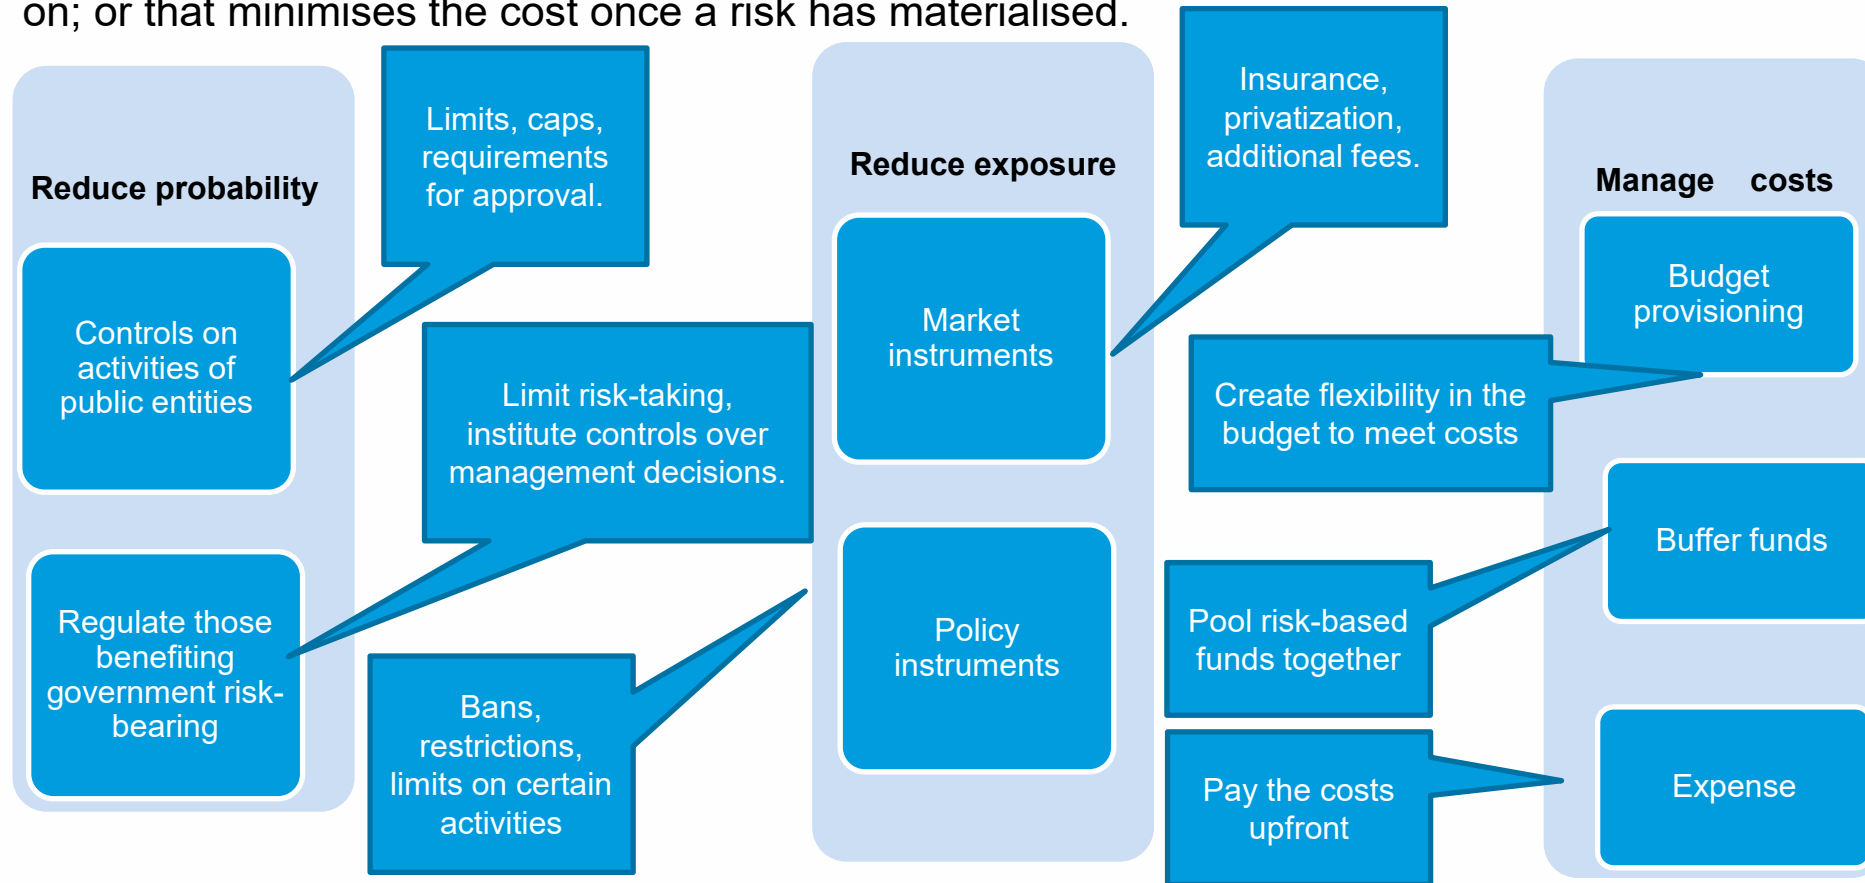 on; or that minimises the cost once a risk has materialised.
Reduce probability
Controls on
activities of
public entities
Regulate those
benefiting
government risk-
bearing
Limits, caps,
requirements
for approval.
Limit risk-taking,
institute controls over
management decisions.
Bans,
restrictions,
limits on certain
activities
Reduce exposure
Market
instruments
Policy
instruments
Insurance,
privatization,
additional fees.
Create flexibility in the
budget to meet costs
Pool risk-based
funds together
Pay the costs
upfront
Manage costs
Budget
provisioning
Buffer funds
Expense